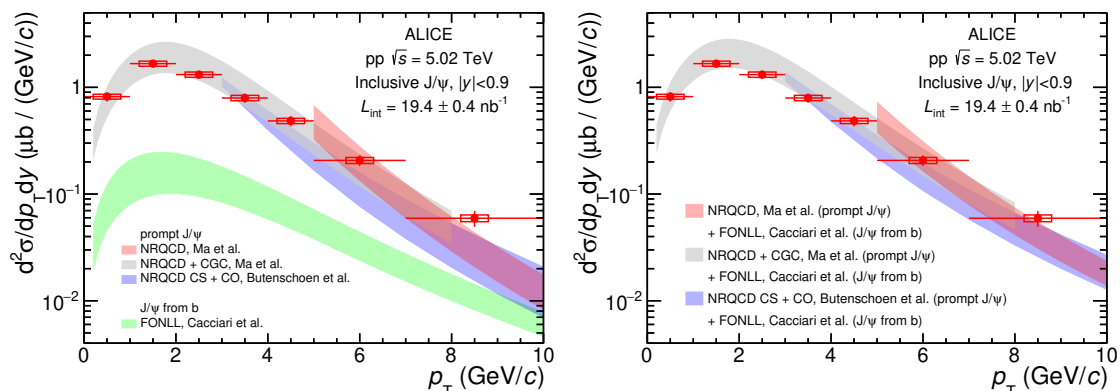 d²σ/dp_T dy (μb / (GeV/c))
1
10⁻¹
10⁻²
ALICE
pp √s = 5.02 TeV
Inclusive J/ψ, |y|<0.9
L_int = 19.4 ± 0.4 nb⁻¹
prompt J/ψ
NRQCD, Ma et al.
NRQCD + CGC, Ma et al.
NRQCD CS + CO, Butenschoen et al.
J/ψ from b
FONLL, Cacciari et al.
0 2 4 6 8 10
p_T (GeV/c)
d²σ/dp_T dy (μb / (GeV/c))
1
10⁻¹
10⁻²
ALICE
pp √s = 5.02 TeV
Inclusive J/ψ, |y|<0.9
L_int = 19.4 ± 0.4 nb⁻¹
NRQCD, Ma et al. (prompt J/ψ)
+ FONLL, Cacciari et al. (J/ψ from b)
NRQCD + CGC, Ma et al. (prompt J/ψ)
+ FONLL, Cacciari et al. (J/ψ from b)
NRQCD CS + CO, Butenschoen et al. (prompt J/ψ)
+ FONLL, Cacciari et al. (J/ψ from b)
0 2 4 6 8 10
p_T (GeV/c)